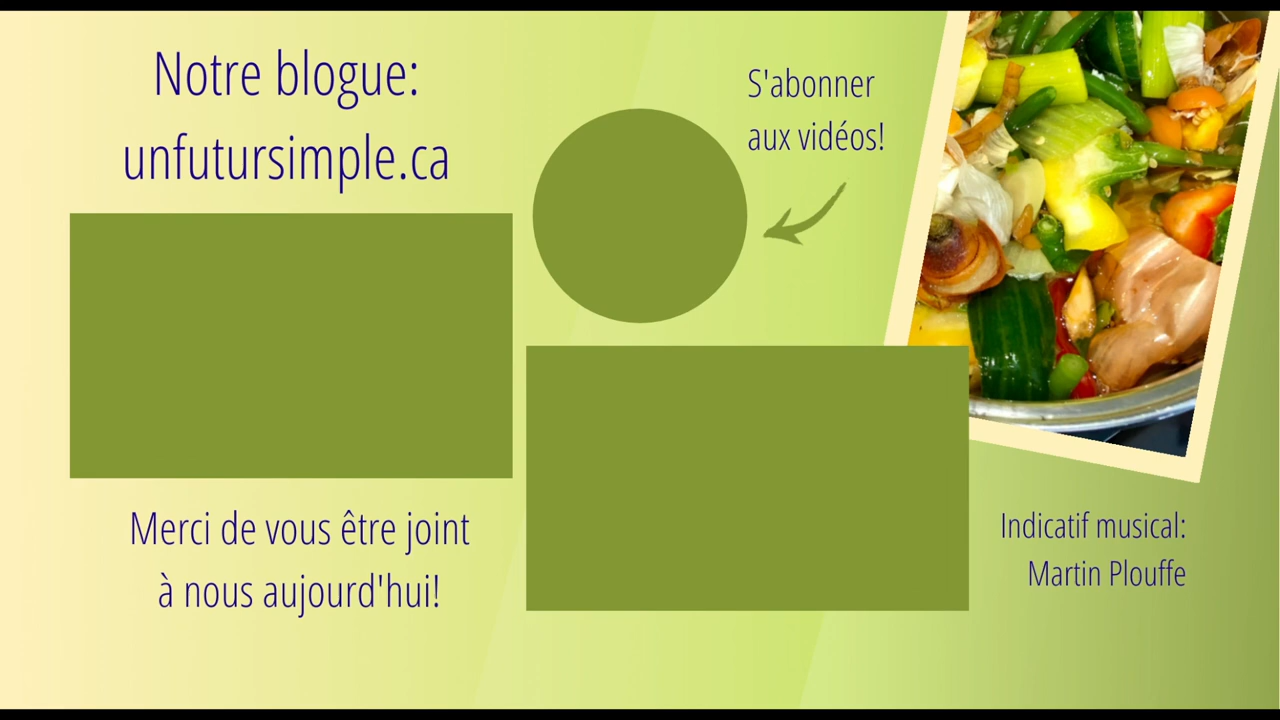 Notre blogue:
unfutursimple.ca
S'abonner
aux vidéos!
Merci de vous être joint
à nous aujourd'hui!
Indicatif musical:
Martin Plouffe